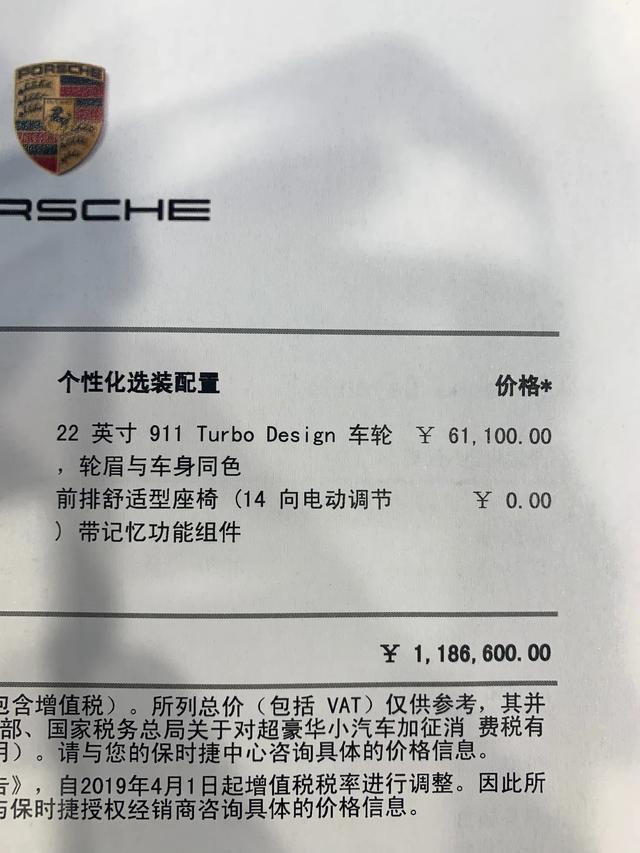 PORSCHE
RSCHE
个性化选装配置 价格*
22 英寸 911 Turbo Design 车轮 ¥ 61,100.00
，轮眉与车身同色
前排舒适型座椅 (14 向电动调节 ¥ 0.00
) 带记忆功能组件
¥ 1,186,600.00
包含增值税）。所列总价（包括 VAT）仅供参考，其并
部、国家税务总局关于对超豪华小汽车加征消 费税有
月）。请与您的保时捷中心咨询具体的价格信息。
告》，自2019年4月1日起增值税税率进行调整。因此所
与保时捷授权经销商咨询具体的价格信息。